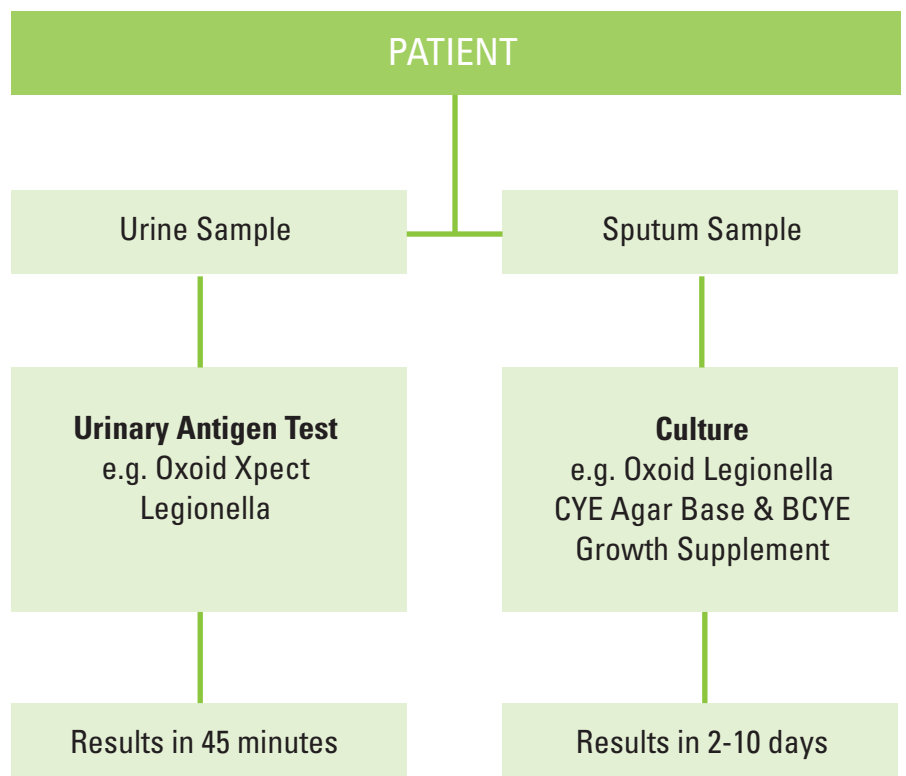 PATIENT
Urine Sample
Sputum Sample
Urinary Antigen Test
e.g. Oxoid Xpect
Legionella
Culture
e.g. Oxoid Legionella
CYE Agar Base & BCYE
Growth Supplement
Results in 45 minutes
Results in 2-10 days